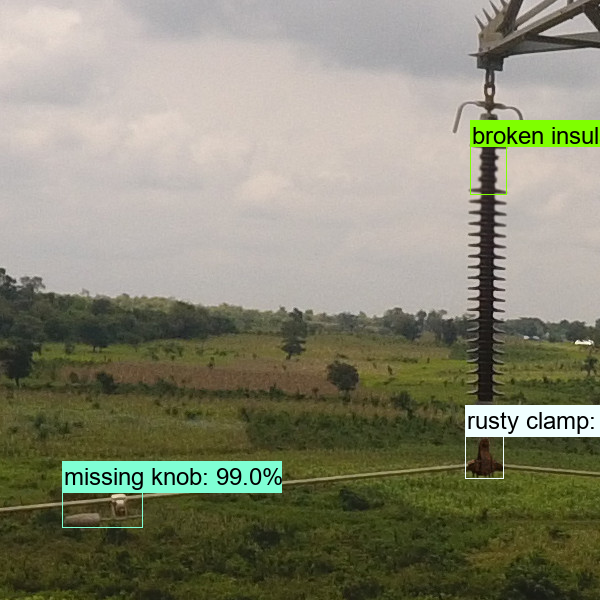 broken insul
rusty clamp:
missing knob: 99.0%